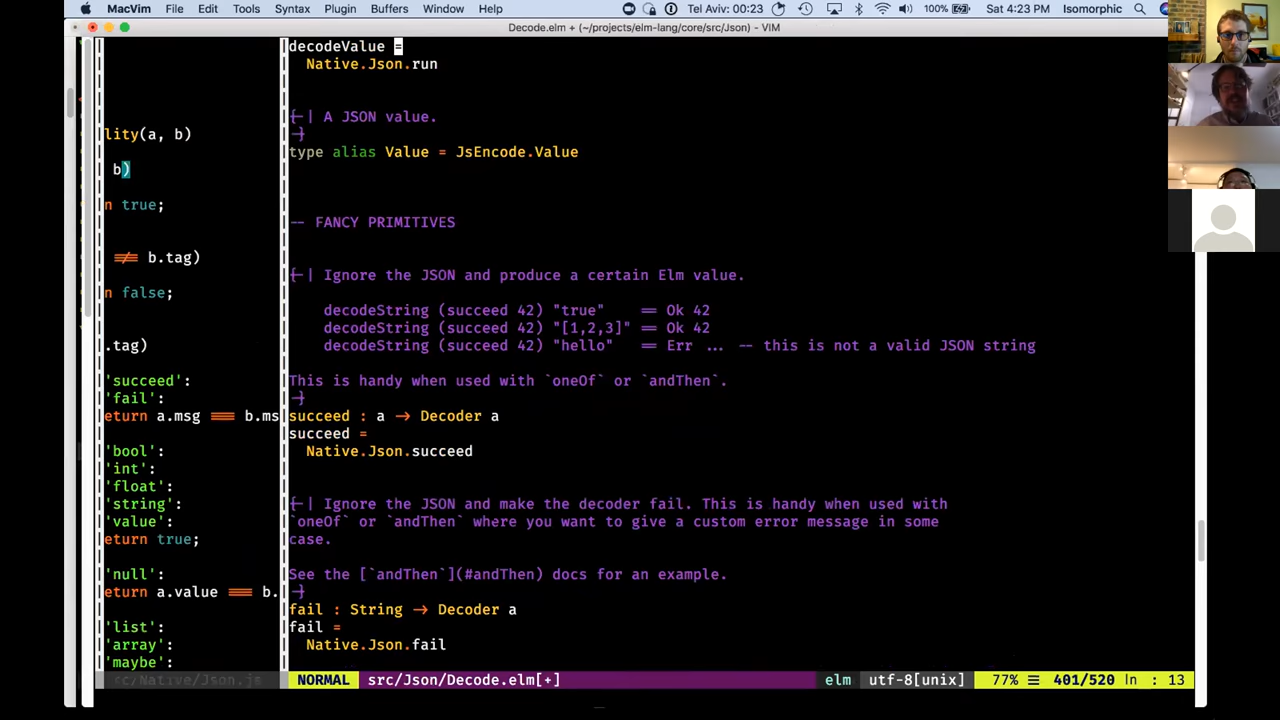 MacVim File Edit Tools Syntax Plugin Buffers Window Help Tel Aviv: 00:23 100% Sat 4:23 PM Isomorphic
Decode.elm + (~/projects/elm-lang/core/src/Json) - VIM
lity(a, b)
b)
n true;
≠≠ b.tag)
n false;
.tag)
'succeed':
'fail':
eturn a.msg === b.ms
'bool':
'int':
'float':
'string':
'value':
eturn true;
'null':
eturn a.value === b.
'list':
'array':
'maybe':
src/Native/Json.js
decodeValue =
Native.Json.run
{-| A JSON value.
-}
type alias Value = JsEncode.Value
-- FANCY PRIMITIVES
{-| Ignore the JSON and produce a certain Elm value.
decodeString (succeed 42) "true" == Ok 42
decodeString (succeed 42) "[1,2,3]" == Ok 42
decodeString (succeed 42) "hello" == Err ... -- this is not a valid JSON string
This is handy when used with `oneOf` or `andThen`.
-}
succeed : a -> Decoder a
succeed =
Native.Json.succeed
{-| Ignore the JSON and make the decoder fail. This is handy when used with
`oneOf` or `andThen` where you want to give a custom error message in some
case.
See the [`andThen`](#andThen) docs for an example.
-}
fail : String -> Decoder a
fail =
Native.Json.fail
NORMAL src/Json/Decode.elm[+] elm utf-8[unix] 77% ☰ 401/520 ln : 13